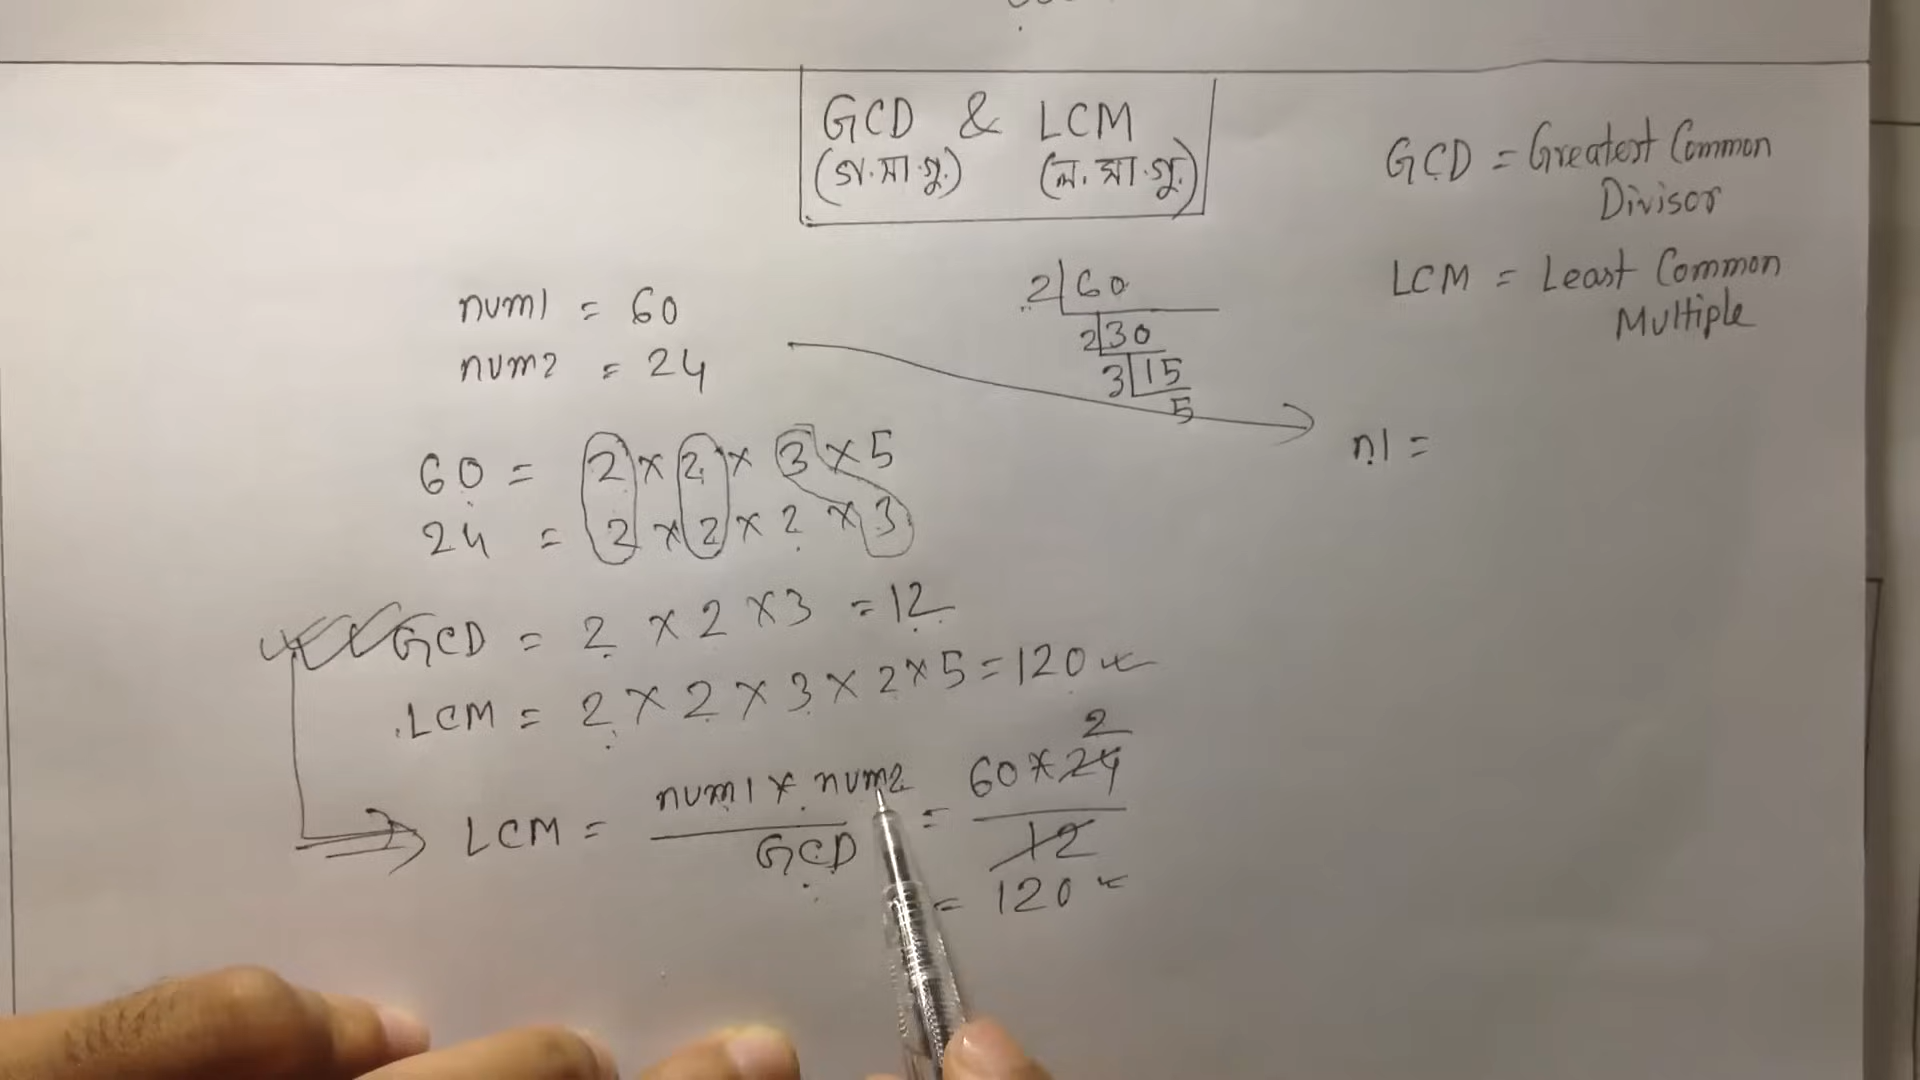 GCD & LCM
(গ.সা.গু.) (ল.সা.গু.)
GCD = Greatest Common
Divisor
LCM = Least Common
Multiple
num1 = 60
num2 = 24
2 60
2 30
3 15
5
n1 =
60 = 2 × 2 × 3 × 5
24 = 2 × 2 × 2 × 3
GCD = 2 × 2 × 3 = 12
LCM = 2 × 2 × 3 × 2 × 5 = 120
2
LCM = num1 * num2 / GCD = 60 * 24 / 12
= 120